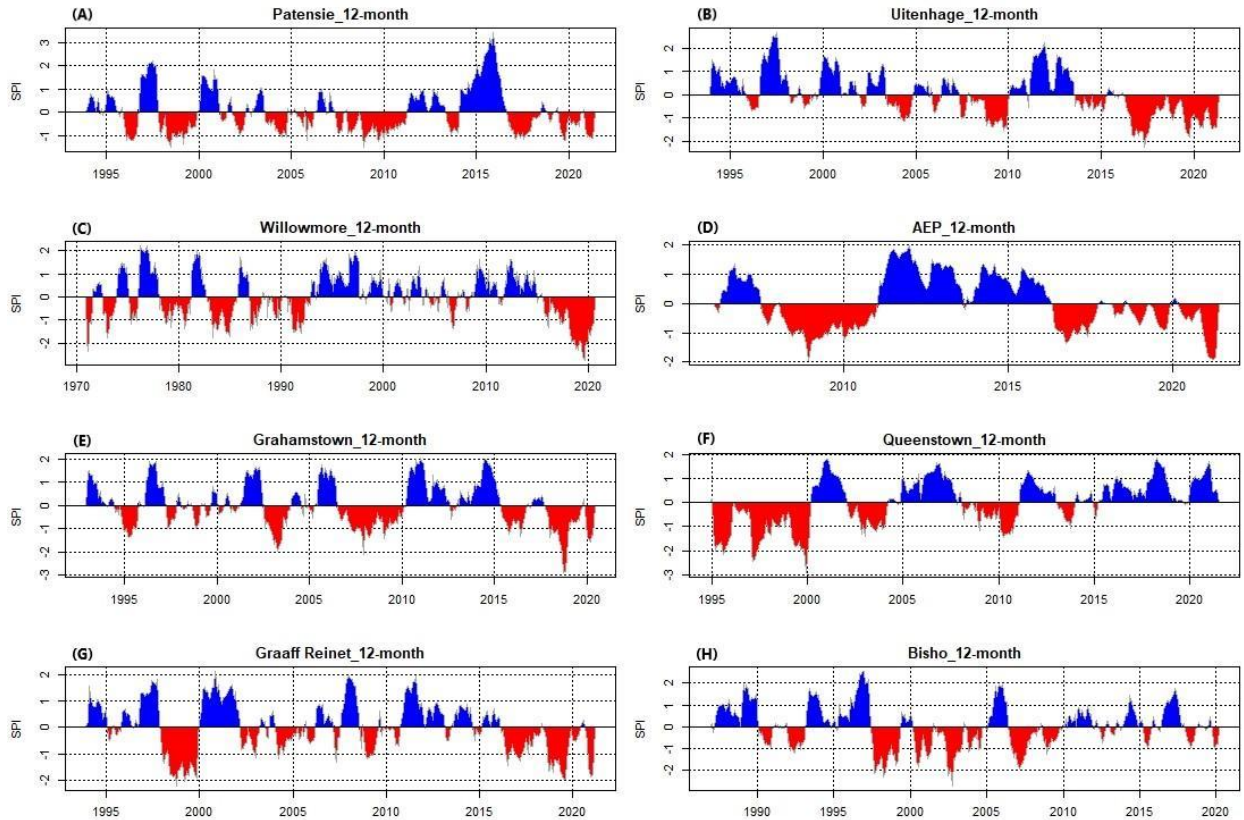 (A) Patensie_12-month
SPI
3
2
1
0
-1
1995 2000 2005 2010 2015 2020
(B) Uitenhage_12-month
SPI
2
1
0
-1
-2
1995 2000 2005 2010 2015 2020
(C) Willowmore_12-month
SPI
2
1
0
-1
-2
1970 1980 1990 2000 2010 2020
(D) AEP_12-month
SPI
2
1
0
-1
-2
2010 2015 2020
(E) Grahamstown_12-month
SPI
2
1
0
-1
-2
-3
1995 2000 2005 2010 2015 2020
(F) Queenstown_12-month
SPI
2
1
0
-1
-2
-3
1995 2000 2005 2010 2015 2020
(G) Graaff Reinet_12-month
SPI
2
1
0
-1
-2
1995 2000 2005 2010 2015 2020
(H) Bisho_12-month
SPI
2
1
0
-1
-2
1990 1995 2000 2005 2010 2015 2020